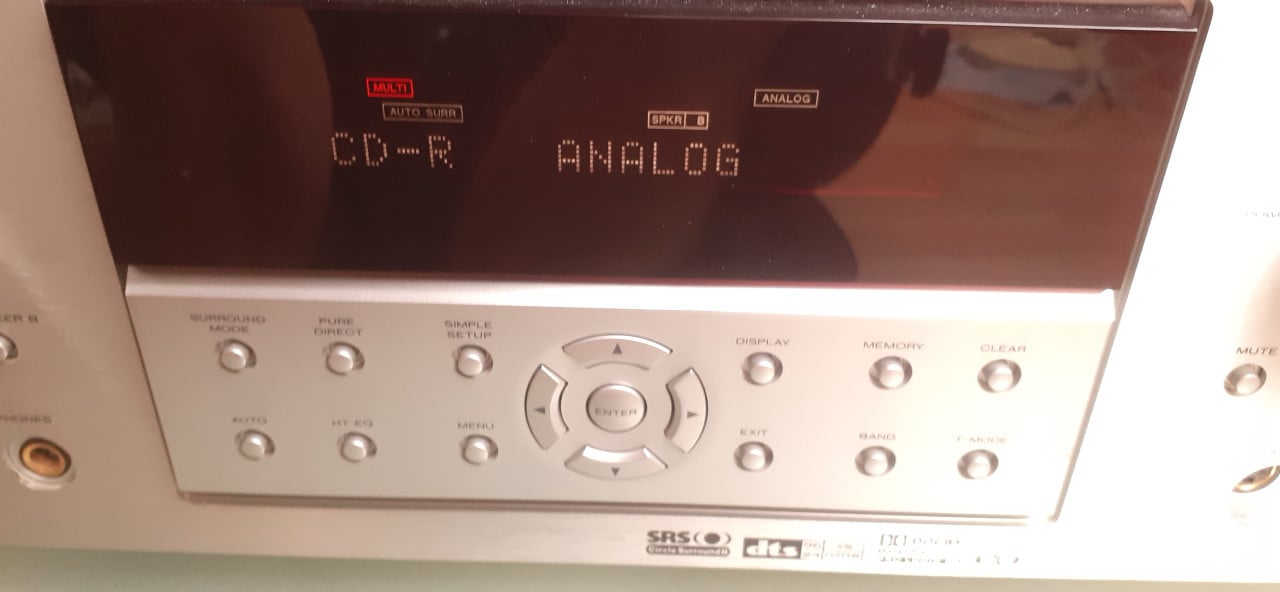 MULTI
AUTO SURR
ANALOG
SPKR B
CD-R ANALOG
SURROUND MODE
PURE DIRECT
SIMPLE SETUP
DISPLAY
MEMORY
CLEAR
MUTE
ENTER
AUTO
HT-EQ
MENU
EXIT
BAND
T-MODE
SRS
Circle Surround II
dts